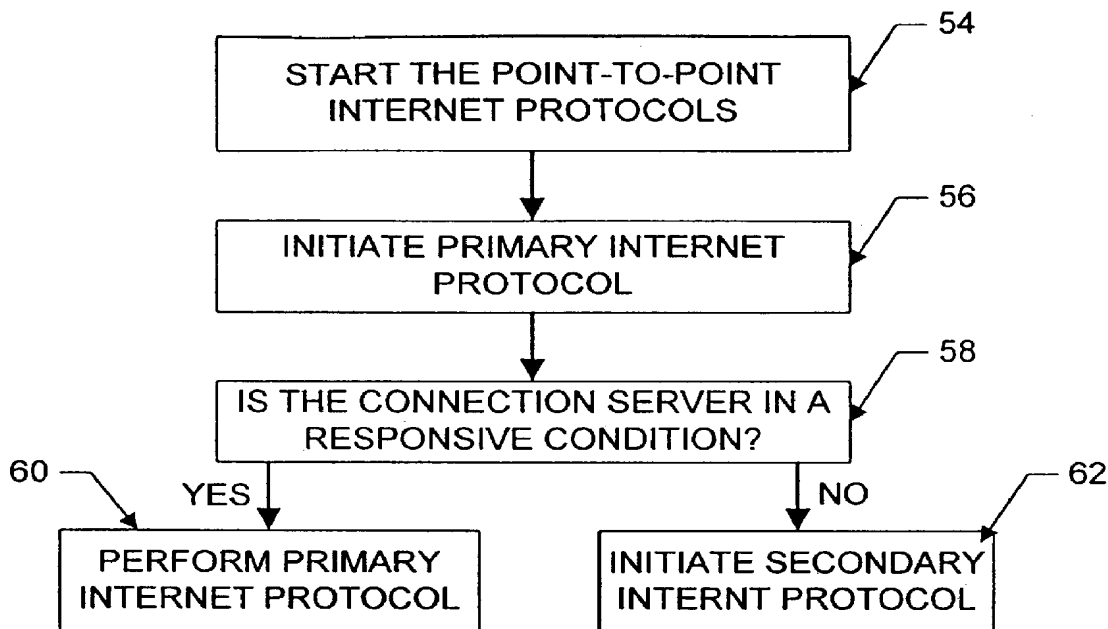 54
START THE POINT-TO-POINT
INTERNET PROTOCOLS
56
INITIATE PRIMARY INTERNET
PROTOCOL
58
IS THE CONNECTION SERVER IN A
RESPONSIVE CONDITION?
60
YES
NO
62
PERFORM PRIMARY
INTERNET PROTOCOL
INITIATE SECONDARY
INTERNT PROTOCOL